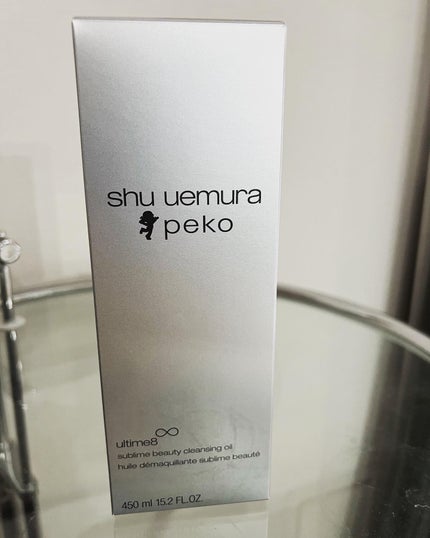 shu uemura
peko
ultime8 ∞
sublime beauty cleansing oil
huile démaquillante sublime beauté
450 ml 15.2 FL.OZ.